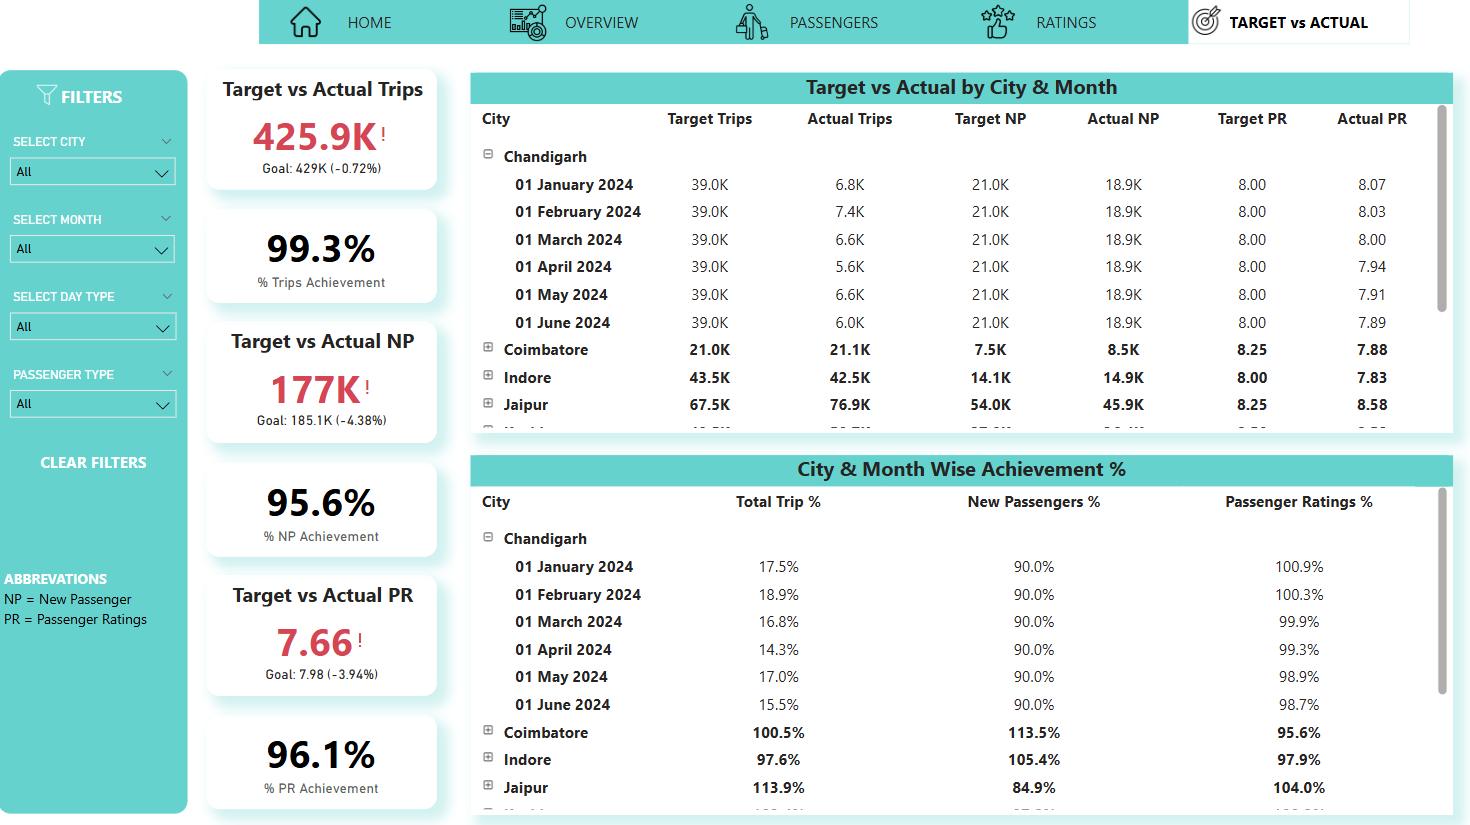 HOME OVERVIEW PASSENGERS RATINGS TARGET vs ACTUAL
FILTERS
SELECT CITY
All
SELECT MONTH
All
SELECT DAY TYPE
All
PASSENGER TYPE
All
CLEAR FILTERS
ABBREVATIONS
NP = New Passenger
PR = Passenger Ratings
Target vs Actual Trips
425.9K!
Goal: 429K (-0.72%)
99.3%
% Trips Achievement
Target vs Actual NP
177K!
Goal: 185.1K (-4.38%)
95.6%
% NP Achievement
Target vs Actual PR
7.66!
Goal: 7.98 (-3.94%)
96.1%
% PR Achievement
Target vs Actual by City & Month
City Target Trips Actual Trips Target NP Actual NP Target PR Actual PR
Chandigarh
01 January 2024 39.0K 6.8K 21.0K 18.9K 8.00 8.07
01 February 2024 39.0K 7.4K 21.0K 18.9K 8.00 8.03
01 March 2024 39.0K 6.6K 21.0K 18.9K 8.00 8.00
01 April 2024 39.0K 5.6K 21.0K 18.9K 8.00 7.94
01 May 2024 39.0K 6.6K 21.0K 18.9K 8.00 7.91
01 June 2024 39.0K 6.0K 21.0K 18.9K 8.00 7.89
Coimbatore 21.0K 21.1K 7.5K 8.5K 8.25 7.88
Indore 43.5K 42.5K 14.1K 14.9K 8.00 7.83
Jaipur 67.5K 76.9K 54.0K 45.9K 8.25 8.58
City & Month Wise Achievement %
City Total Trip % New Passengers % Passenger Ratings %
Chandigarh
01 January 2024 17.5% 90.0% 100.9%
01 February 2024 18.9% 90.0% 100.3%
01 March 2024 16.8% 90.0% 99.9%
01 April 2024 14.3% 90.0% 99.3%
01 May 2024 17.0% 90.0% 98.9%
01 June 2024 15.5% 90.0% 98.7%
Coimbatore 100.5% 113.5% 95.6%
Indore 97.6% 105.4% 97.9%
Jaipur 113.9% 84.9% 104.0%